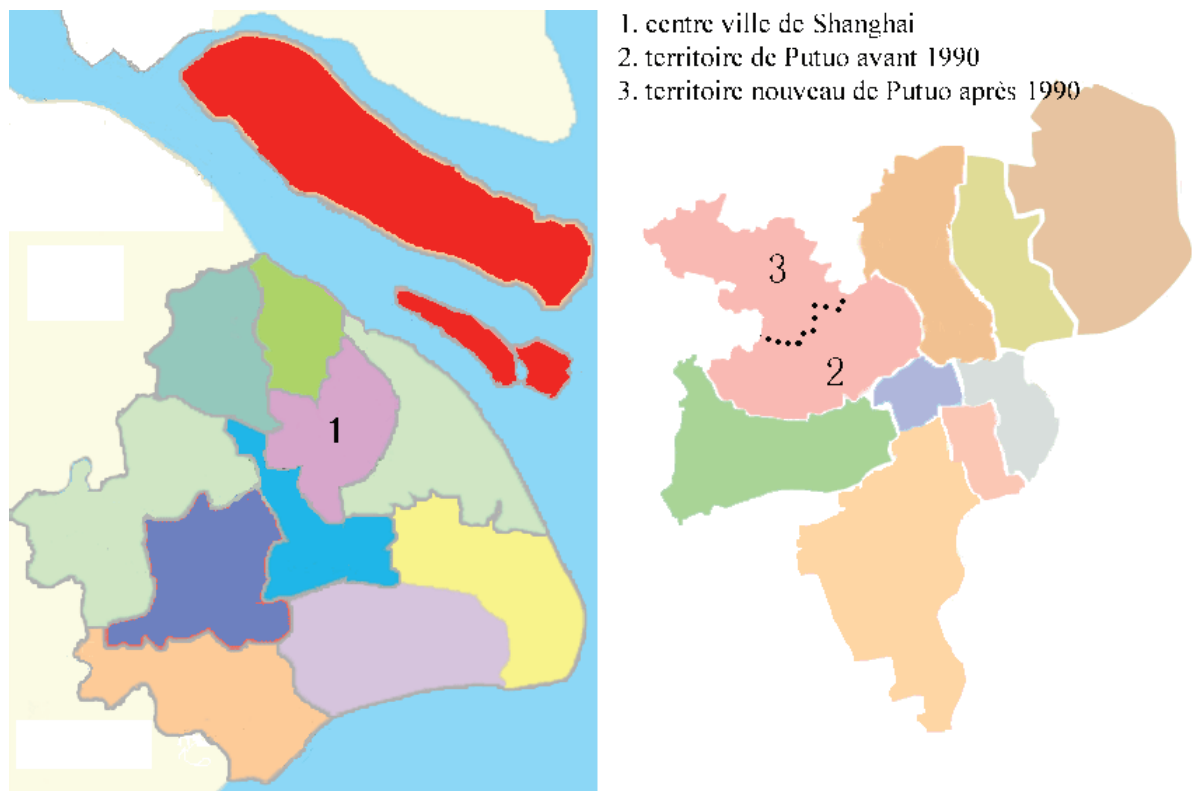 1. centre ville de Shanghai
2. territoire de Putuo avant 1990
3. territoire nouveau de Putuo après 1990
3
2
1